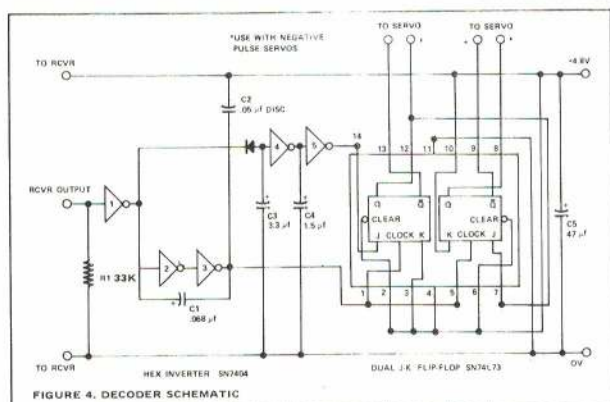 *USE WITH NEGATIVE
PULSE SERVOS
TO SERVO
TO SERVO
TO RCVR
-4.8V
C2
.05 µf DISC
14
13 12 11 10 9 8
1
4
5
RCVR OUTPUT
C3
3.3 µf
C4
1.5 µf
Q Q
Q Q
CLEAR
CLEAR
J CLOCK K
K CLOCK J
C5
47 µf
2
3
R1 33K
C1
.068 µf
1 2 3 4 5 6 7
TO RCVR
0V
HEX INVERTER SN7404
DUAL J-K FLIP-FLOP SN74L73
FIGURE 4. DECODER SCHEMATIC